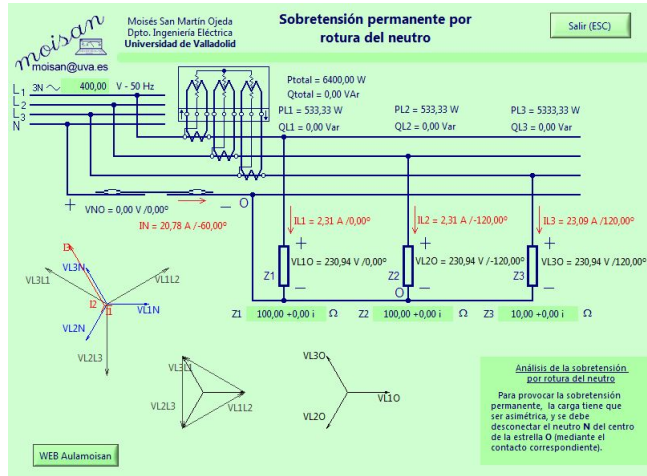 moisan
moisan@uva.es
Moisés San Martín Ojeda
Dpto. Ingeniería Eléctrica
Universidad de Valladolid
Sobretensión permanente por
rotura del neutro
Salir (ESC)
L1 3N 400,00 V - 50 Hz
L2
L3
N
Ptotal = 6400,00 W
Qtotal = 0,00 VAr
PL1 = 533,33 W PL2 = 533,33 W PL3 = 5333,33 W
QL1 = 0,00 Var QL2 = 0,00 Var QL3 = 0,00 Var
+ − O
VNO = 0,00 V /0,00º
IN = 20,78 A /-60,00º
IL1 = 2,31 A /0,00º IL2 = 2,31 A /-120,00º IL3 = 23,09 A /120,00º
+ + +
VL1O = 230,94 V /0,00º VL2O = 230,94 V /-120,00º VL3O = 230,94 V /120,00º
Z1 Z2 Z3
− − −
O
Z1 100,00 +0,00 i Ω Z2 100,00 +0,00 i Ω Z3 10,00 +0,00 i Ω
I3
VL3N
VL3L1
VL1L2
I2
I1
VL1N
VL2N
VL2L3
VL3L1
VL2L3
VL1L2
VL3O
VL1O
VL2O
Análisis de la sobretensión
por rotura del neutro
Para provocar la sobretensión
permanente, la carga tiene que
ser asimétrica, y se debe
desconectar el neutro N del centro
de la estrella O (mediante el
contacto correspondiente).
WEB Aulamoisan